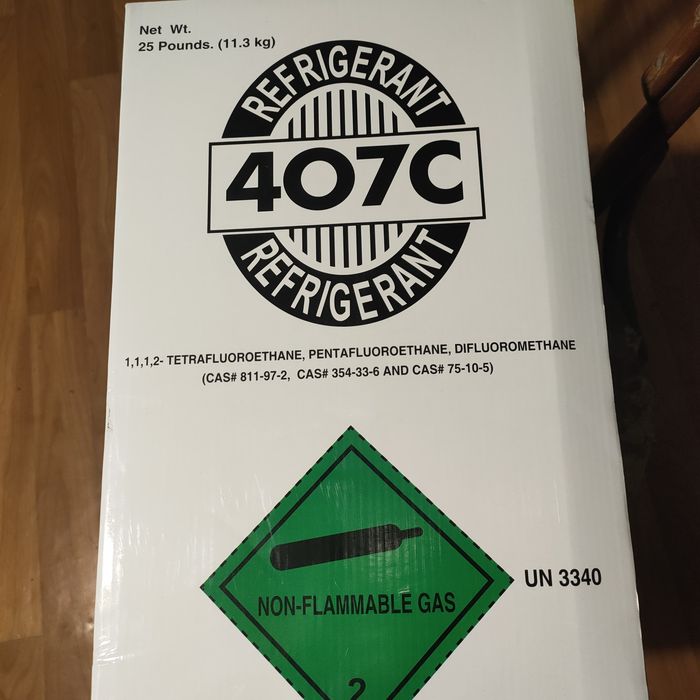 Net Wt.
25 Pounds. (11.3 kg)
REFRIGERANT
407C
REFRIGERANT
1,1,1,2- TETRAFLUOROETHANE, PENTAFLUOROETHANE, DIFLUOROMETHANE
(CAS# 811-97-2, CAS# 354-33-6 AND CAS# 75-10-5)
NON-FLAMMABLE GAS
UN 3340
2